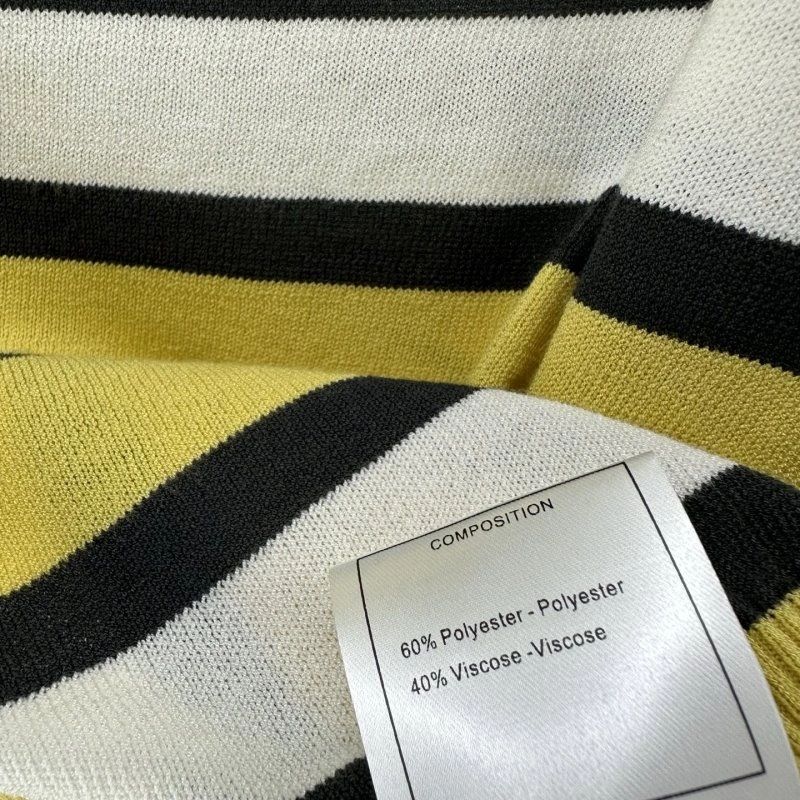 COMPOSITION
60% Polyester - Polyester
40% Viscose -Viscose